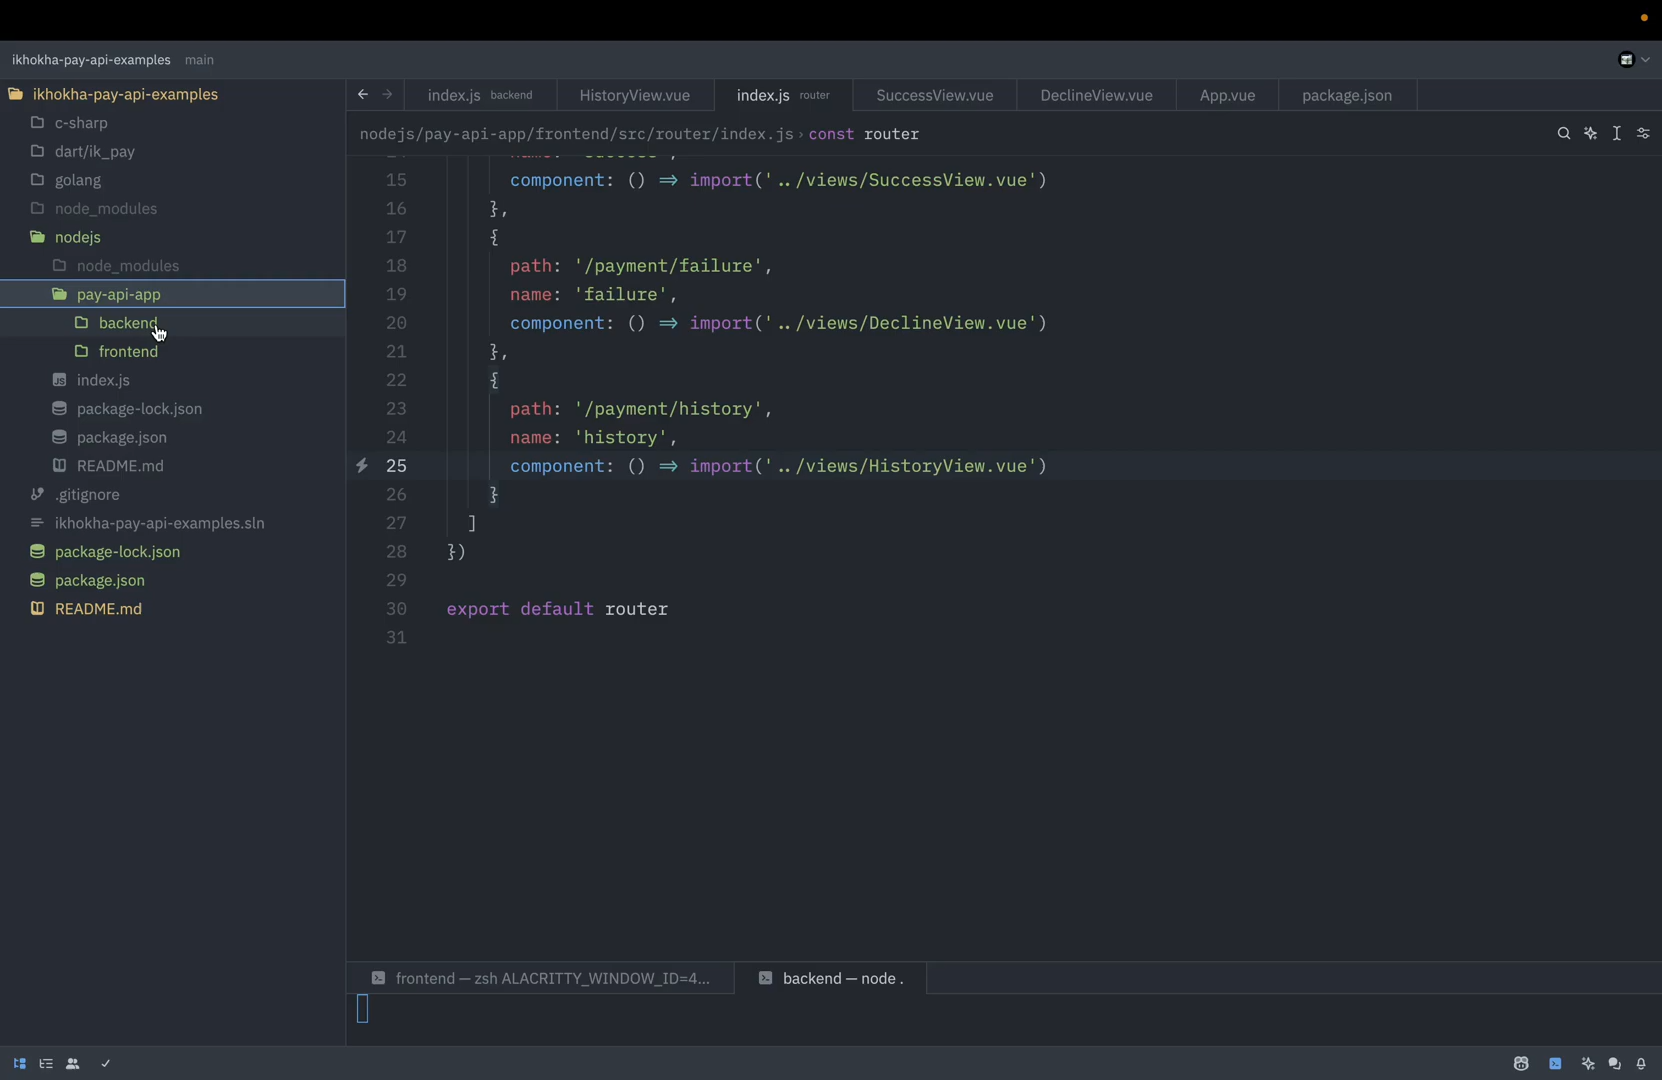 ikhokha-pay-api-examples main
ikhokha-pay-api-examples
c-sharp
dart/ik_pay
golang
node_modules
nodejs
node_modules
pay-api-app
backend
frontend
index.js
package-lock.json
package.json
README.md
.gitignore
ikhokha-pay-api-examples.sln
package-lock.json
package.json
README.md
index.js backend HistoryView.vue index.js router SuccessView.vue DeclineView.vue App.vue package.json
nodejs/pay-api-app/frontend/src/router/index.js › const router
15 component: () => import('../views/SuccessView.vue')
16 },
17 {
18 path: '/payment/failure',
19 name: 'failure',
20 component: () => import('../views/DeclineView.vue')
21 },
22 {
23 path: '/payment/history',
24 name: 'history',
25 component: () => import('../views/HistoryView.vue')
26 }
27 ]
28 })
29
30 export default router
31
frontend — zsh ALACRITTY_WINDOW_ID=4... backend — node .